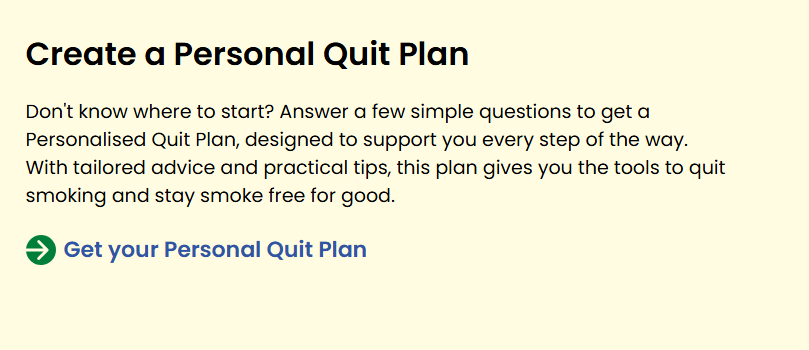 Create a Personal Quit Plan
Don't know where to start? Answer a few simple questions to get a
Personalised Quit Plan, designed to support you every step of the way.
With tailored advice and practical tips, this plan gives you the tools to quit
smoking and stay smoke free for good.
Get your Personal Quit Plan